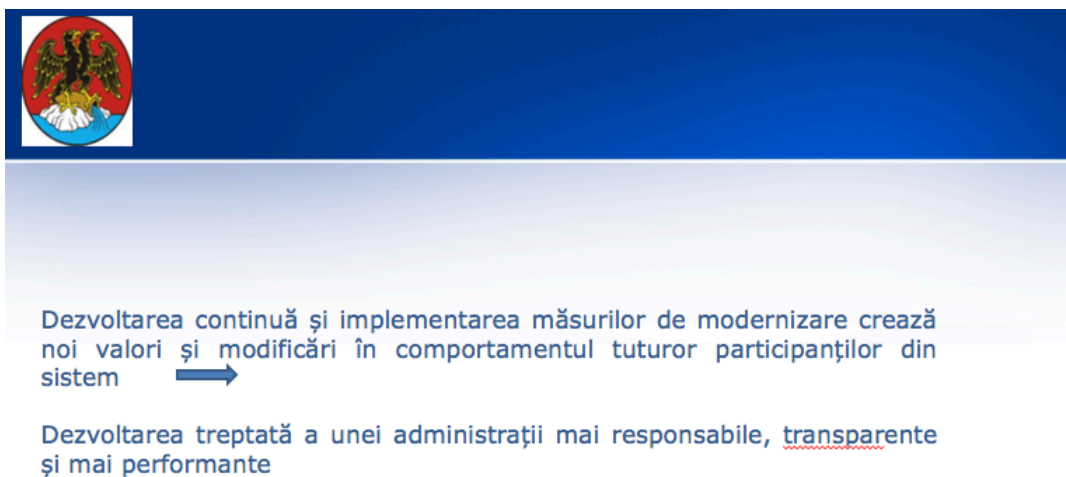 Dezvoltarea continuă și implementarea măsurilor de modernizare crează
noi valori și modificări în comportamentul tuturor participanților din
sistem
Dezvoltarea treptată a unei administrații mai responsabile, transparente
și mai performante